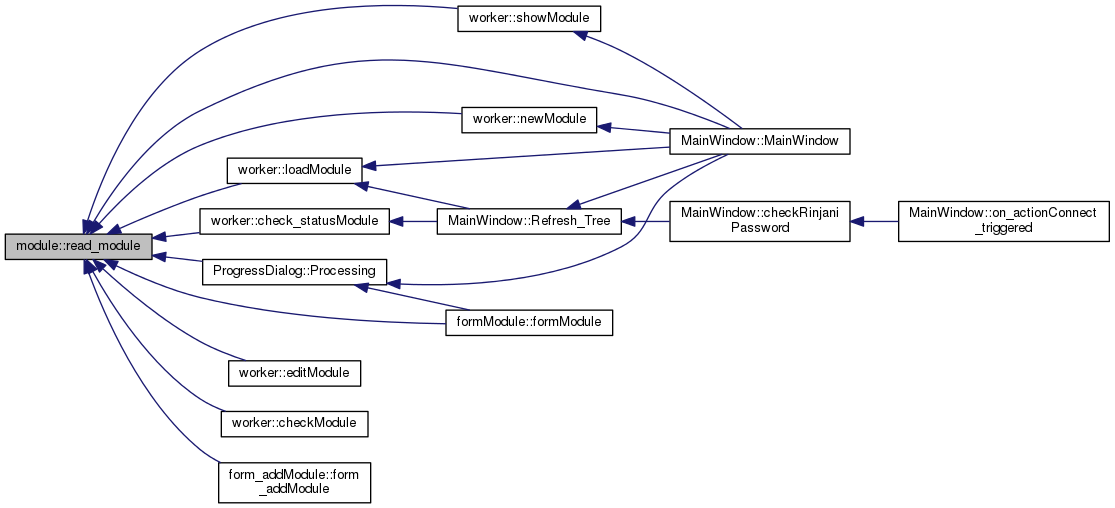 worker::showModule
worker::newModule
MainWindow::MainWindow
worker::loadModule
worker::check_statusModule
MainWindow::Refresh_Tree
MainWindow::checkRinjani
Password
MainWindow::on_actionConnect
_triggered
module::read_module
ProgressDialog::Processing
formModule::formModule
worker::editModule
worker::checkModule
form_addModule::form
_addModule